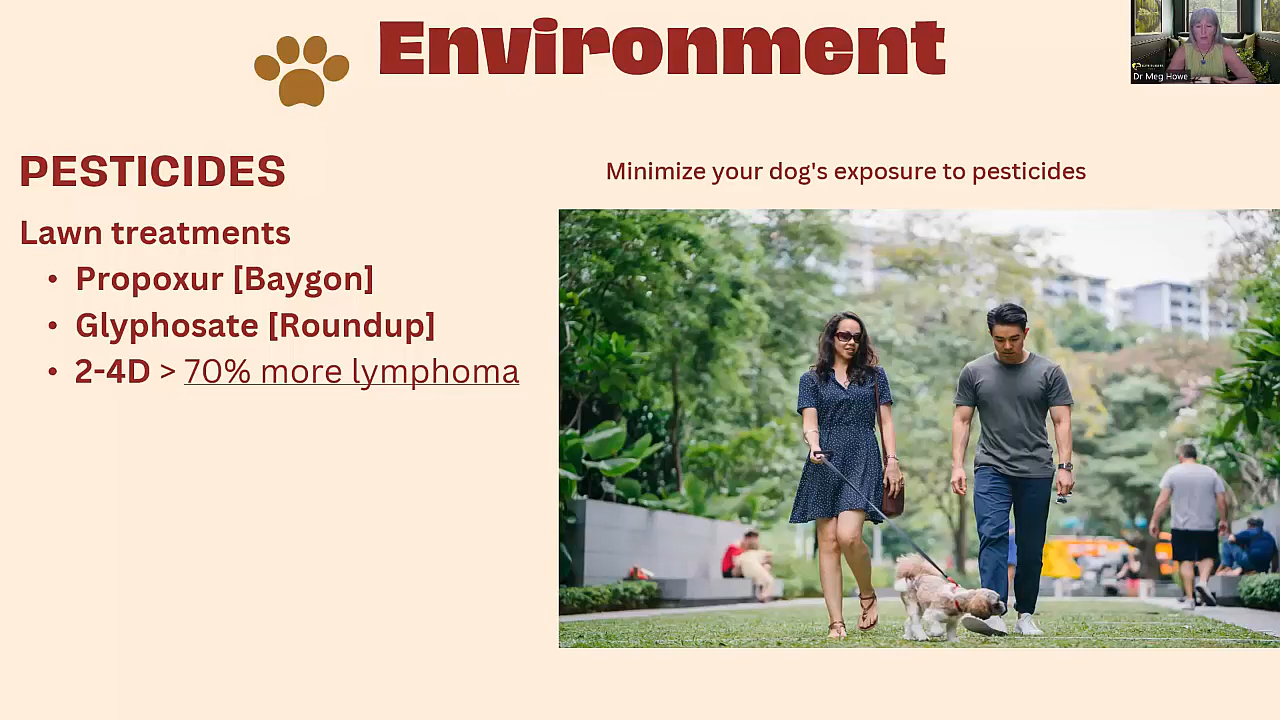 Environment
Dr Meg Howe
PESTICIDES
Minimize your dog's exposure to pesticides
Lawn treatments
• Propoxur [Baygon]
• Glyphosate [Roundup]
• 2-4D > 70% more lymphoma